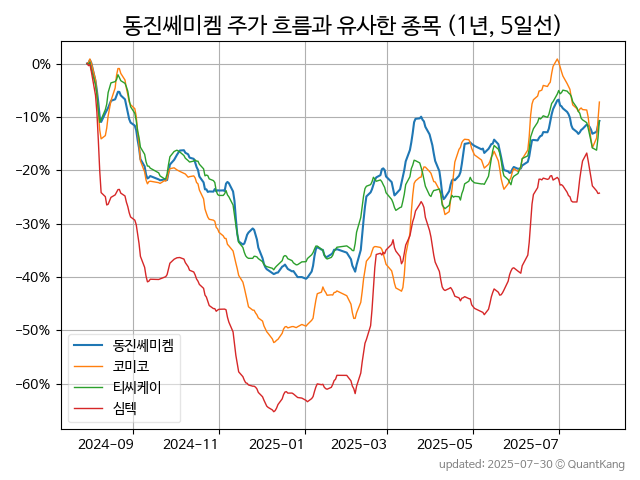 동진쎄미켐 주가 흐름과 유사한 종목 (1년, 5일선)
0%
-10%
-20%
-30%
-40%
-50%
-60%
동진쎄미켐
코미코
티씨케이
심텍
2024-09
2024-11
2025-01
2025-03
2025-05
2025-07
updated: 2025-07-30 © QuantKang